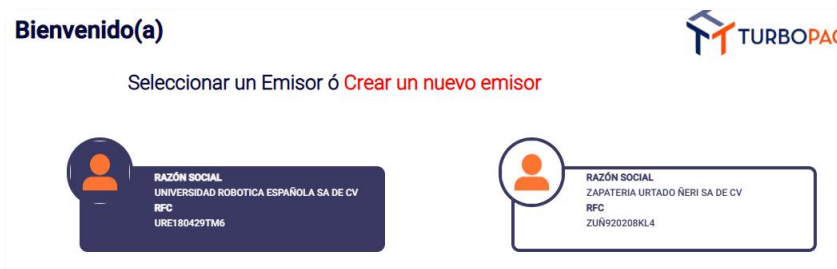 Bienvenido(a)
TURBOPAC
Seleccionar un Emisor ó Crear un nuevo emisor
RAZÓN SOCIAL
UNIVERSIDAD ROBOTICA ESPAÑOLA SA DE CV
RFC
URE180429TM6
RAZÓN SOCIAL
ZAPATERIA URTADO ÑERI SA DE CV
RFC
ZUÑ920208KL4